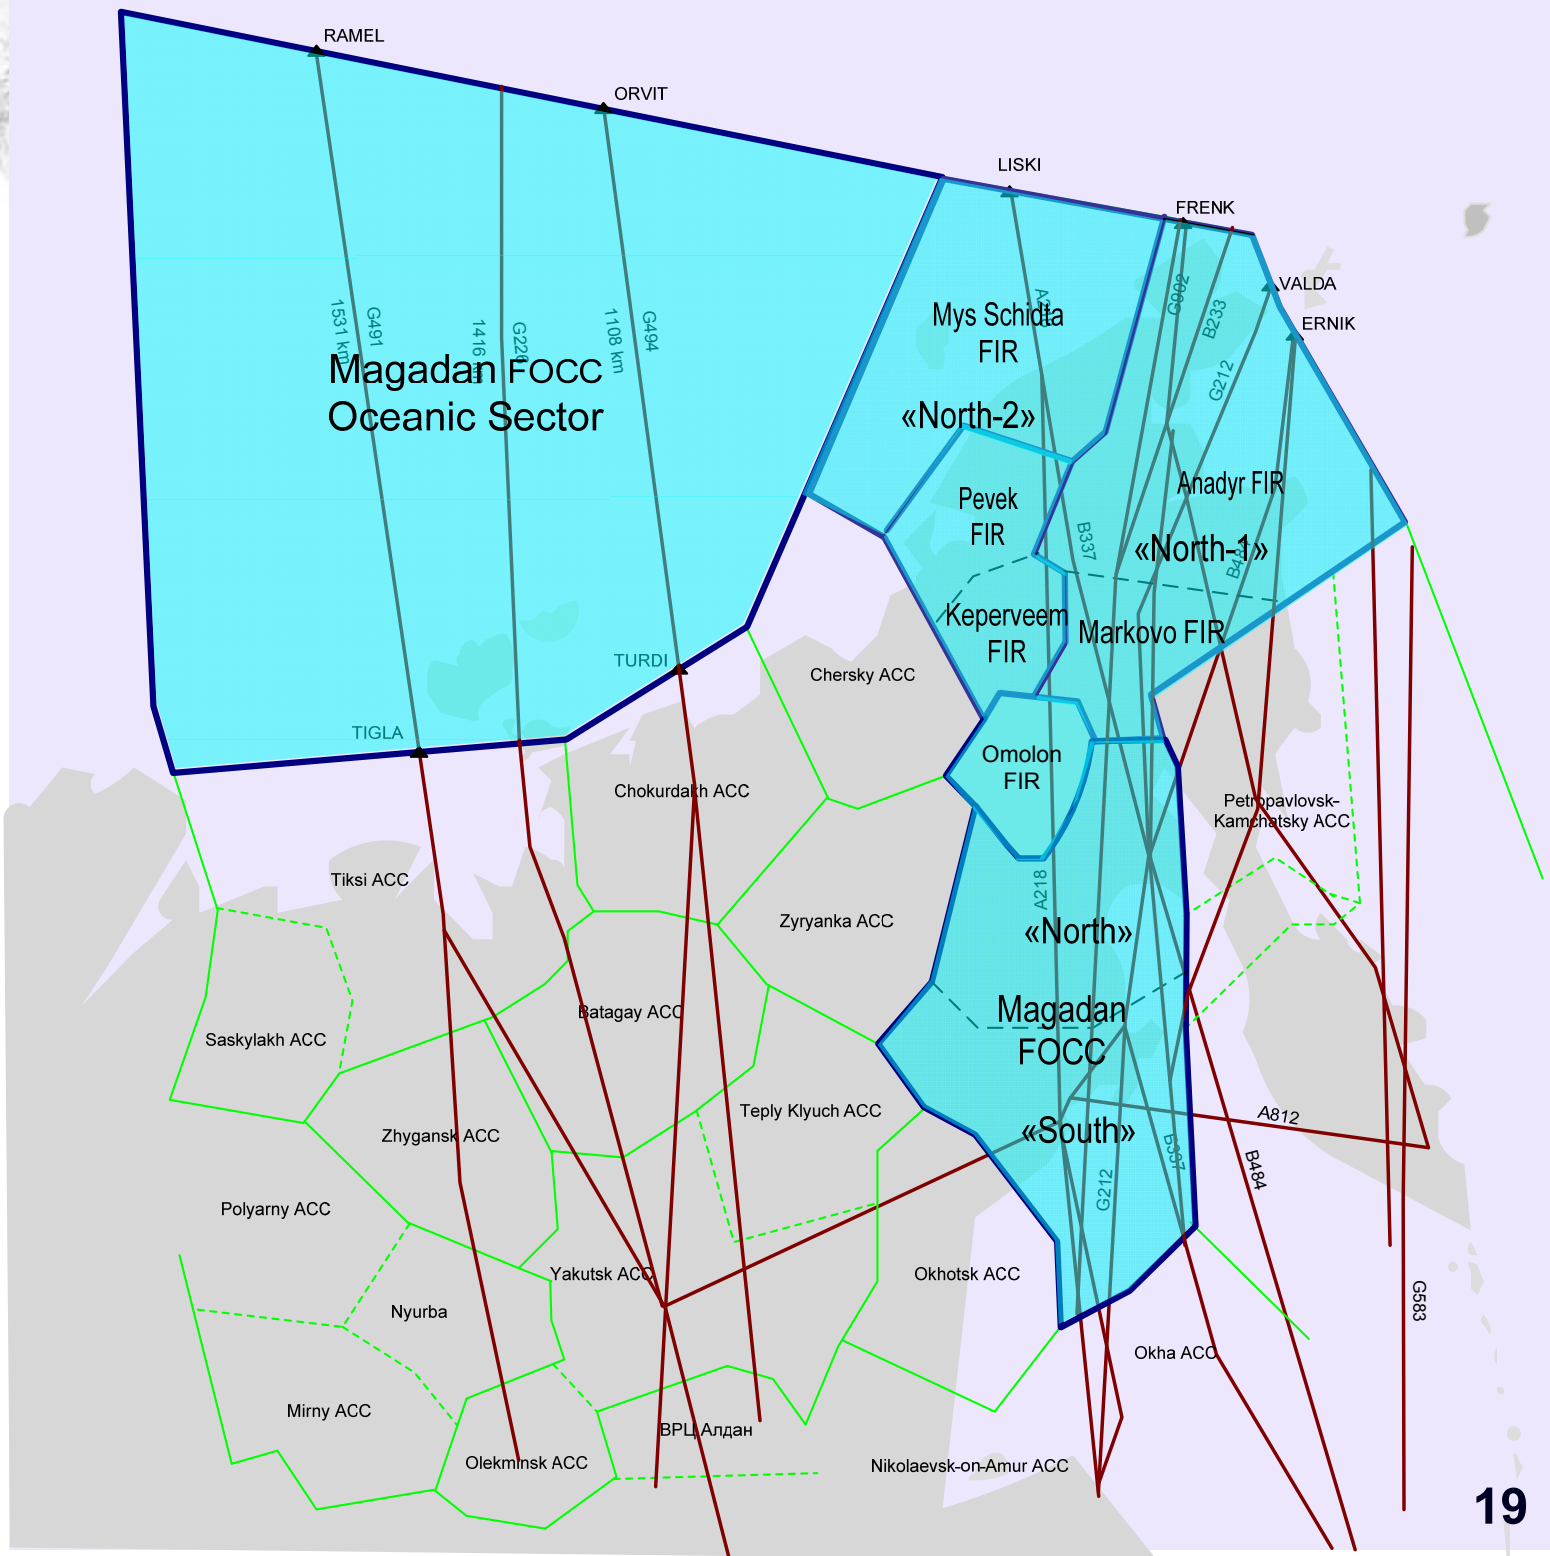 RAMEL
ORVIT
LISKI
FRENK
VALDA
ERNIK
G902
B233
G212
G491
1531 km
G226
1416 km
G494
1108 km
Mys Schidta
FIR
Magadan FOCC
Oceanic Sector
«North-2»
Anadyr FIR
Pevek
FIR
B337
«North-1»
B484
Keperveem
FIR
Markovo FIR
TURDI
Chersky ACC
TIGLA
Omolon
FIR
Chokurdakh ACC
Petropavlovsk-
Kamchatsky ACC
Tiksi ACC
A218
Zyryanka ACC
«North»
Batagay ACC
Magadan
FOCC
Saskylakh ACC
Teply Klyuch ACC
A812
Zhygansk ACC
«South»
B337
B484
G212
Polyarny ACC
Yakutsk ACC
Okhotsk ACC
G583
Nyurba
Okha ACC
Mirny ACC
ВРЦ Алдан
Olekminsk ACC
Nikolaevsk-on-Amur ACC
19